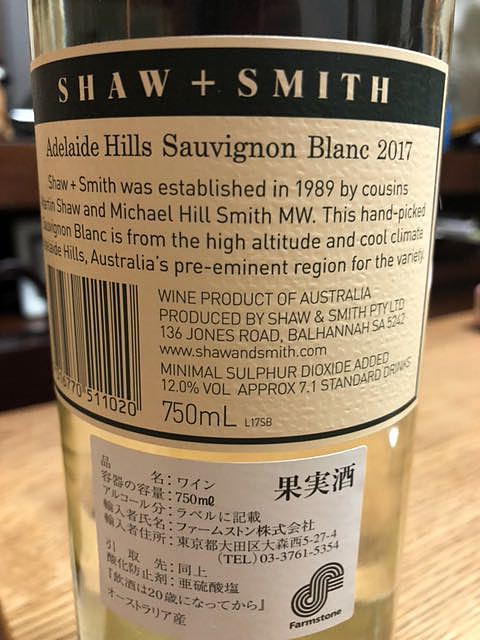 SHAW + SMITH
Adelaide Hills Sauvignon Blanc 2017
Shaw + Smith was established in 1989 by cousins
Martin Shaw and Michael Hill Smith MW. This hand-picked
Sauvignon Blanc is from the high altitude and cool climate
Adelaide Hills, Australia's pre-eminent region for the variety.
WINE PRODUCT OF AUSTRALIA
PRODUCED BY SHAW & SMITH PTY LTD
136 JONES ROAD, BALHANNAH SA 5242
www.shawandsmith.com
MINIMAL SULPHUR DIOXIDE ADDED
12.0% VOL APPROX 7.1 STANDARD DRINKS
6770 511020
750mL L17SB
果実酒
品名：ワイン
容器の容量：750mℓ
アルコール分：ラベルに記載
輸入者氏名：ファームストン株式会社
輸入者住所：東京都大田区大森西5-27-4
(TEL) 03-3761-5354
引取先：同上
酸化防止剤：亜硫酸塩
『飲酒は20歳になってから』
オーストラリア産
Farmstone